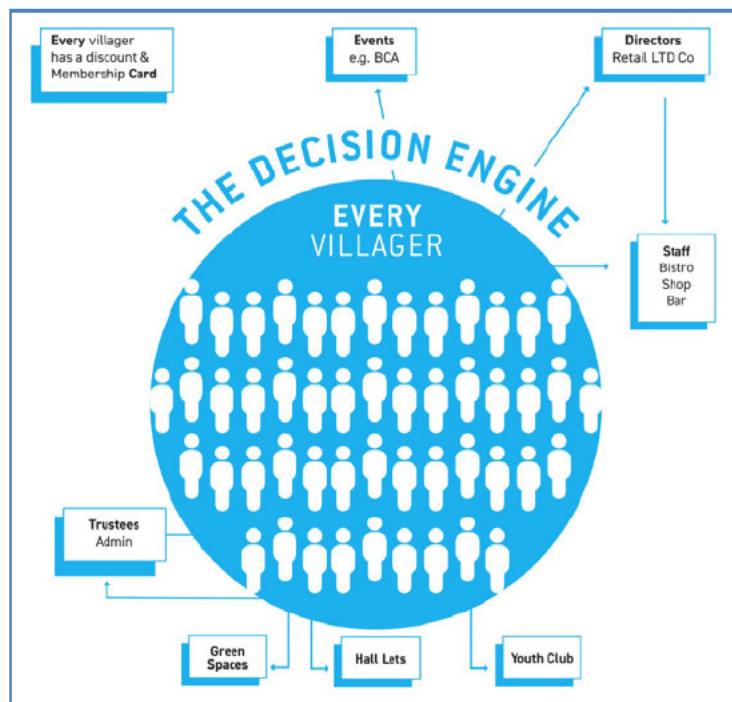 Every villager
has a discount &
Membership Card
Events
e.g. BCA
Directors
Retail LTD Co
THE DECISION ENGINE
EVERY
VILLAGER
Staff
Bistro
Shop
Bar
Trustees
Admin
Green
Spaces
Hall Lets
Youth Club